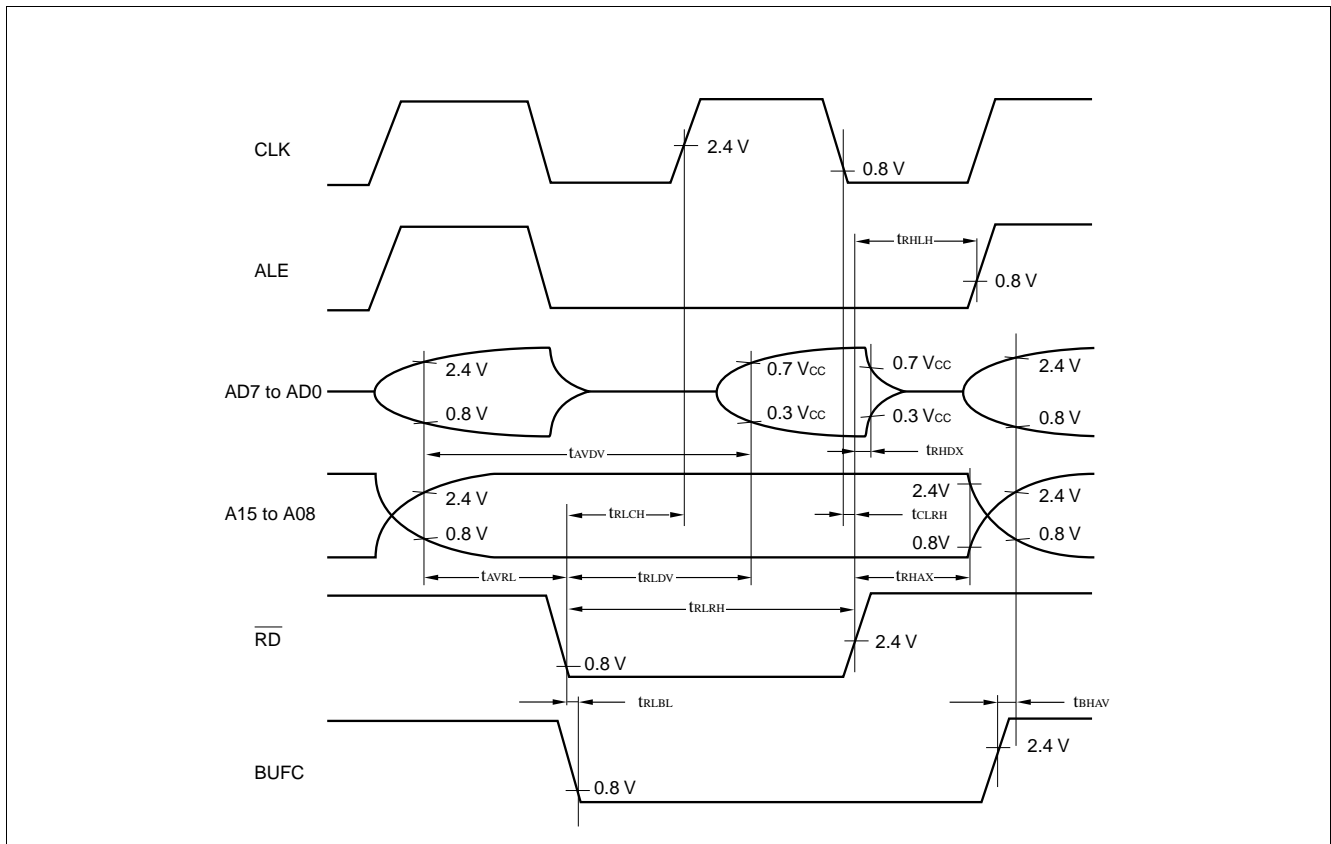 CLK
2.4 V
0.8 V
tRHLH
ALE
0.8 V
AD7 to AD0
2.4 V
0.7 VCC
0.7 VCC
2.4 V
0.8 V
0.3 VCC
0.3 VCC
0.8 V
tAVDV
tRHDX
A15 to A08
2.4 V
2.4V
2.4 V
tRLCH
tCLRH
0.8 V
0.8V
0.8 V
tAVRL
tRLDV
tRHAX
tRLRH
RD
2.4 V
0.8 V
tRLBL
tBHAV
BUFC
2.4 V
0.8 V